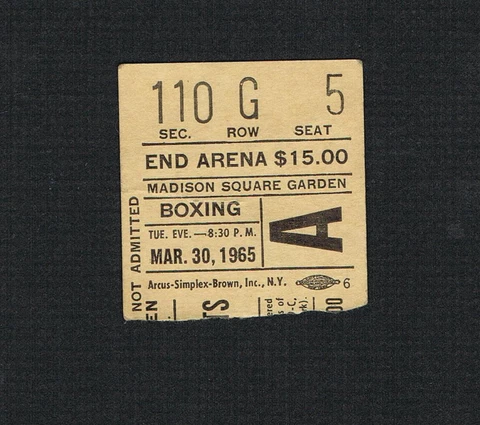 110 G 5
SEC. ROW SEAT
END ARENA $15.00
MADISON SQUARE GARDEN
BOXING
TUE. EVE.—8:30 P.M.
MAR. 30, 1965
A
Arcus-Simplex-Brown, Inc., N.Y. 6
NOT ADMITTED